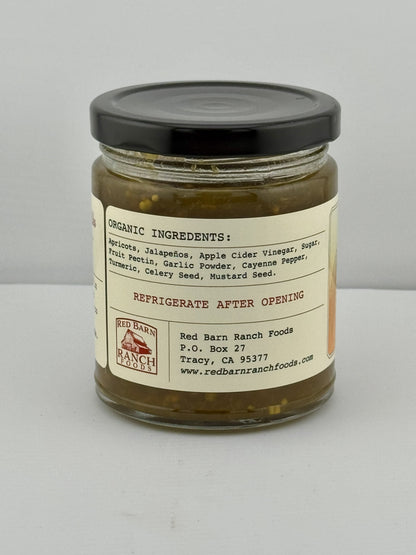 ORGANIC INGREDENTS:
Apricots, Jalapeños, Apple Cider Vinegar, Sugar,
Fruit Pectin, Garlic Powder, Cayenne Pepper,
Turmeric, Celery Seed, Mustard Seed.
REFRIGERATE AFTER OPENING
RED BARN
RANCH
FOODS
Red Barn Ranch Foods
P.O. Box 27
Tracy, CA 95377
www.redbarnranchfoods.com